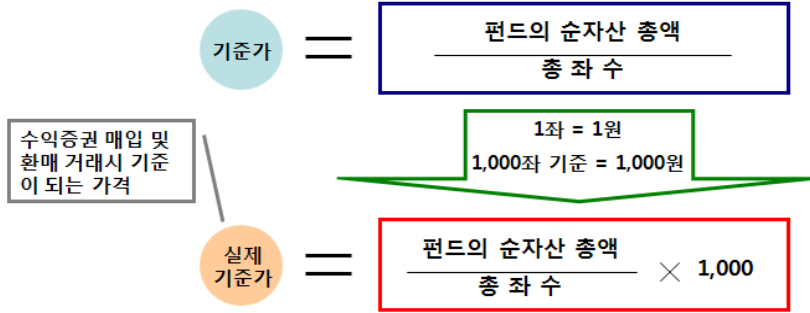 기준가
=
펀드의 순자산 총액
총 좌 수
1좌 = 1원
1,000좌 기준 = 1,000원
수익증권 매입 및
환매 거래시 기준
이 되는 가격
실제
기준가
=
펀드의 순자산 총액
총 좌 수
× 1,000